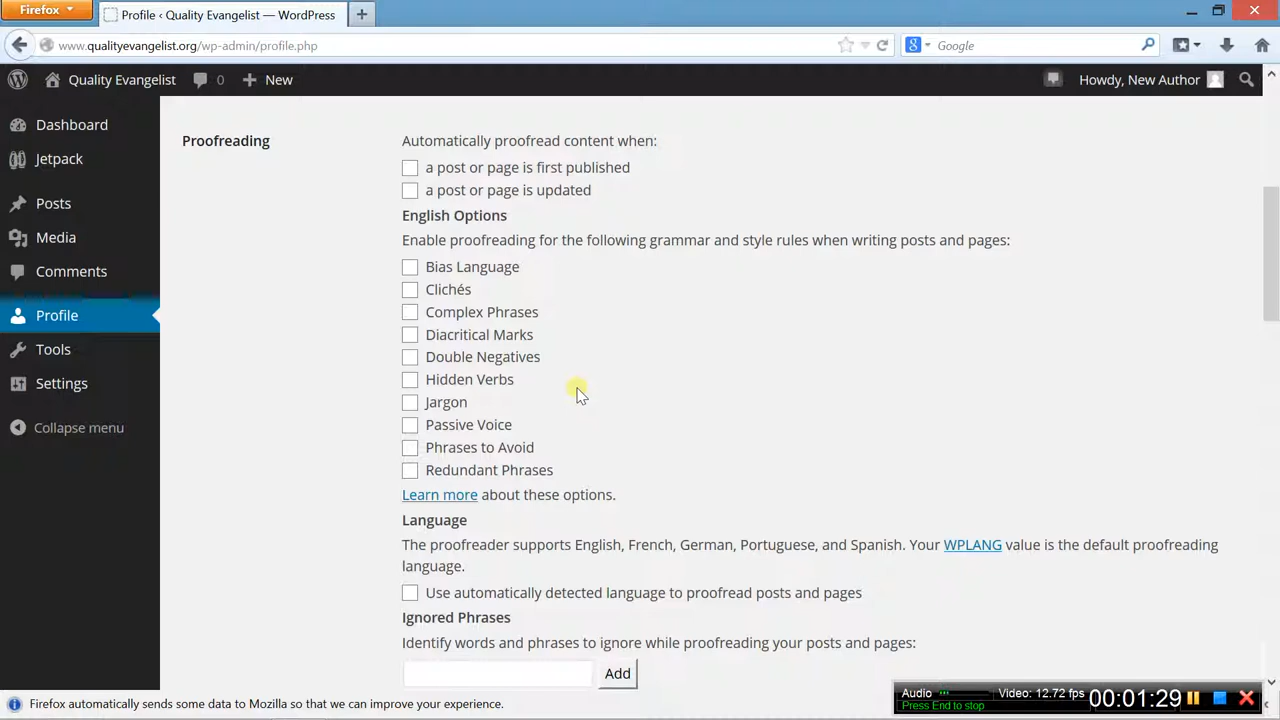 Firefox
Profile ‹ Quality Evangelist — WordPress
www.qualityevangelist.org/wp-admin/profile.php
Google
Quality Evangelist
0
New
Howdy, New Author
Dashboard
Jetpack
Posts
Media
Comments
Profile
Tools
Settings
Collapse menu
Proofreading
Automatically proofread content when:
a post or page is first published
a post or page is updated
English Options
Enable proofreading for the following grammar and style rules when writing posts and pages:
Bias Language
Clichés
Complex Phrases
Diacritical Marks
Double Negatives
Hidden Verbs
Jargon
Passive Voice
Phrases to Avoid
Redundant Phrases
Learn more about these options.
Language
The proofreader supports English, French, German, Portuguese, and Spanish. Your WPLANG value is the default proofreading
language.
Use automatically detected language to proofread posts and pages
Ignored Phrases
Identify words and phrases to ignore while proofreading your posts and pages:
Add
Firefox automatically sends some data to Mozilla so that we can improve your experience.
Audio
Video: 12.72 fps
00:01:29
Press End to stop